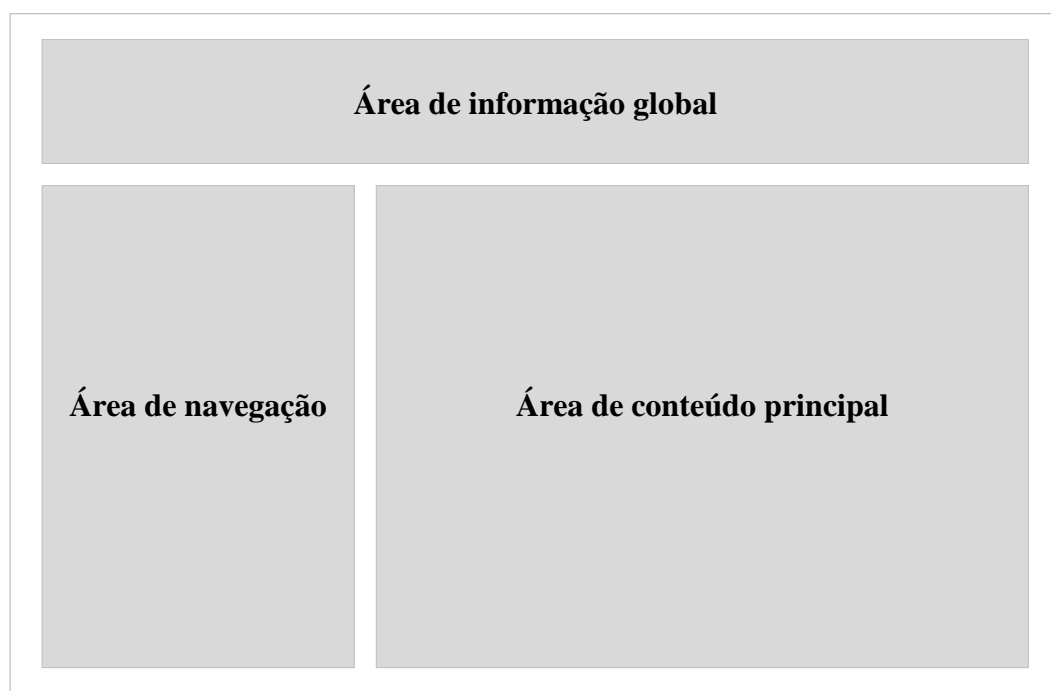 Área de informação global
Área de navegação
Área de conteúdo principal